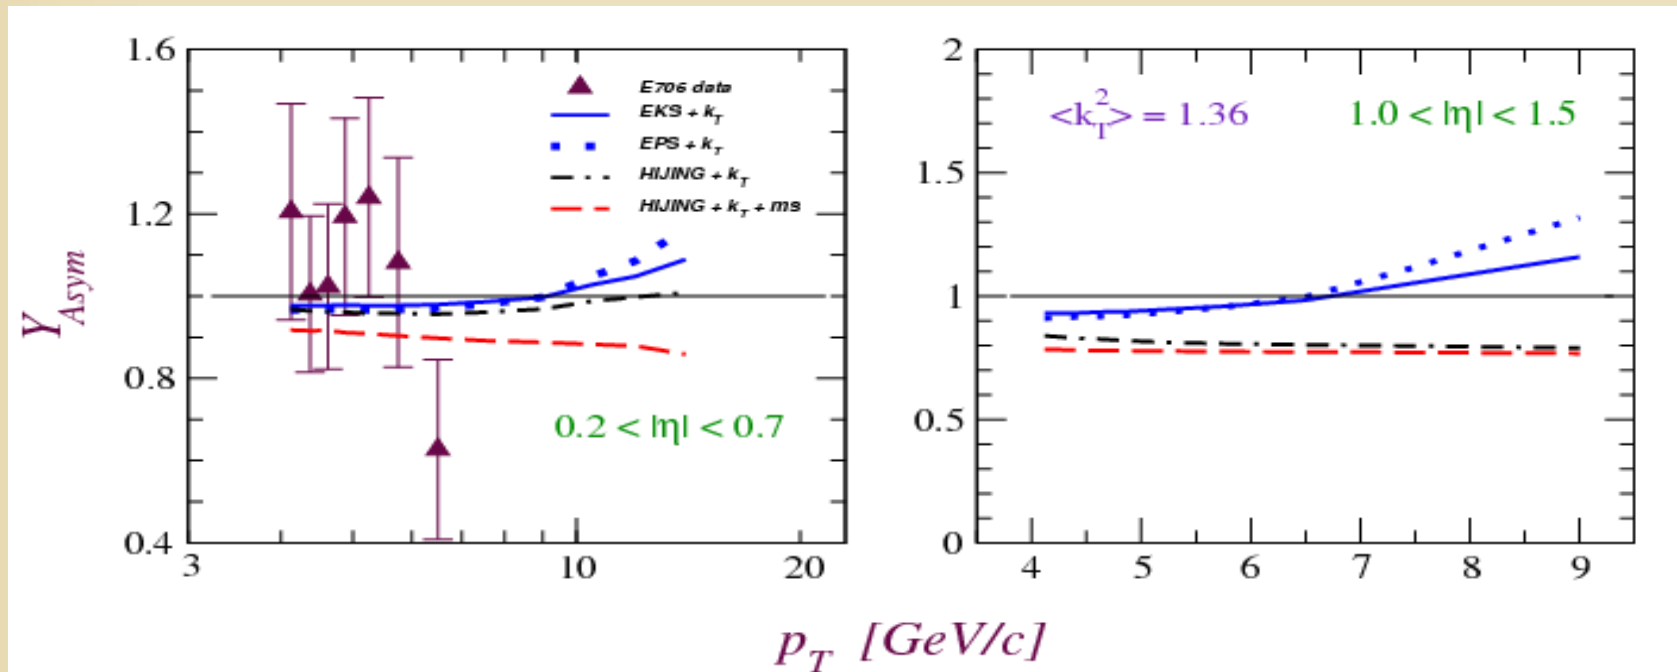 Y_Asym
1.6
1.2
0.8
0.4
3
10
20
E706 data
EKS + k_T
EPS + k_T
HIJING + k_T
HIJING + k_T + ms
0.2 < |η| < 0.7
2
1.5
1
0.5
0
<k_T^2> = 1.36
1.0 < |η| < 1.5
4
5
6
7
8
9
p_T [GeV/c]